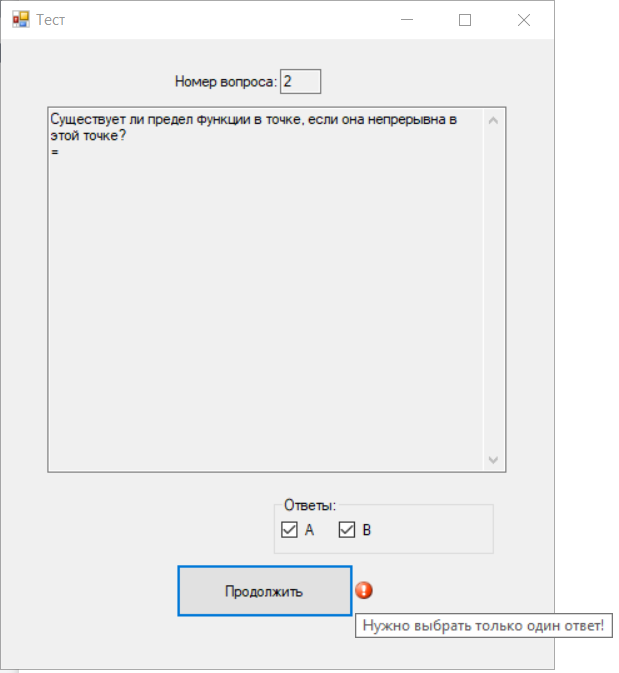 Тест
Номер вопроса: 2
Существует ли предел функции в точке, если она непрерывна в
этой точке?
=
Ответы:
A B
Продолжить
Нужно выбрать только один ответ!